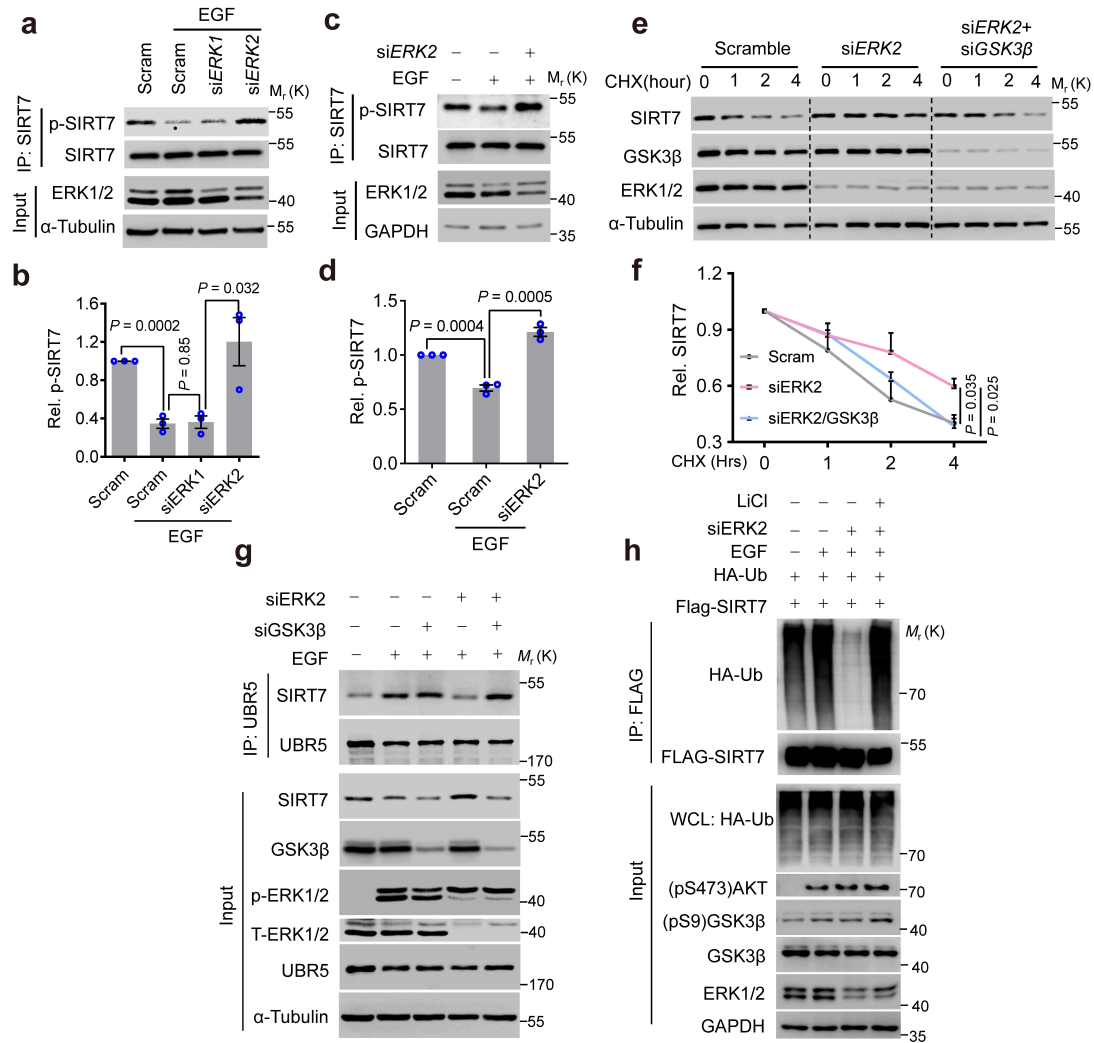 a
EGF
Scram
Scram
siERK1
siERK2
Mr (K)
IP: SIRT7
p-SIRT7
55
SIRT7
55
Input
ERK1/2
40
α-Tubulin
55
b
Rel. p-SIRT7
1.6
1.2
0.8
0.4
0.0
P = 0.0002
P = 0.85
P = 0.032
Scram
Scram
siERK1
siERK2
EGF
c
siERK2 – – +
EGF – + +
Mr (K)
IP: SIRT7
p-SIRT7
55
SIRT7
55
Input
ERK1/2
40
GAPDH
35
d
Rel. p-SIRT7
1.5
1.0
0.5
0.0
P = 0.0004
P = 0.0005
Scram
Scram
siERK2
EGF
e
Scramble
siERK2
siERK2+
siGSK3β
CHX(hour) 0 1 2 4 0 1 2 4 0 1 2 4
Mr (K)
SIRT7
55
GSK3β
55
ERK1/2
40
α-Tubulin
55
f
Rel. SIRT7
1.2
0.9
0.6
0.3
Scram
siERK2
siERK2/GSK3β
P = 0.035
P = 0.025
CHX (Hrs) 0 1 2 4
g
siERK2 – – – + +
siGSK3β – – + – +
EGF – + + + +
Mr (K)
IP: UBR5
SIRT7
55
UBR5
170
Input
SIRT7
55
GSK3β
55
p-ERK1/2
40
T-ERK1/2
40
UBR5
170
α-Tubulin
55
h
LiCl – – – +
siERK2 – – + +
EGF – + + +
HA-Ub + + + +
Flag-SIRT7 + + + +
Mr (K)
IP: FLAG
HA-Ub
70
FLAG-SIRT7
55
Input
WCL: HA-Ub
70
(pS473)AKT
70
(pS9)GSK3β
40
GSK3β
40
ERK1/2
40
GAPDH
35